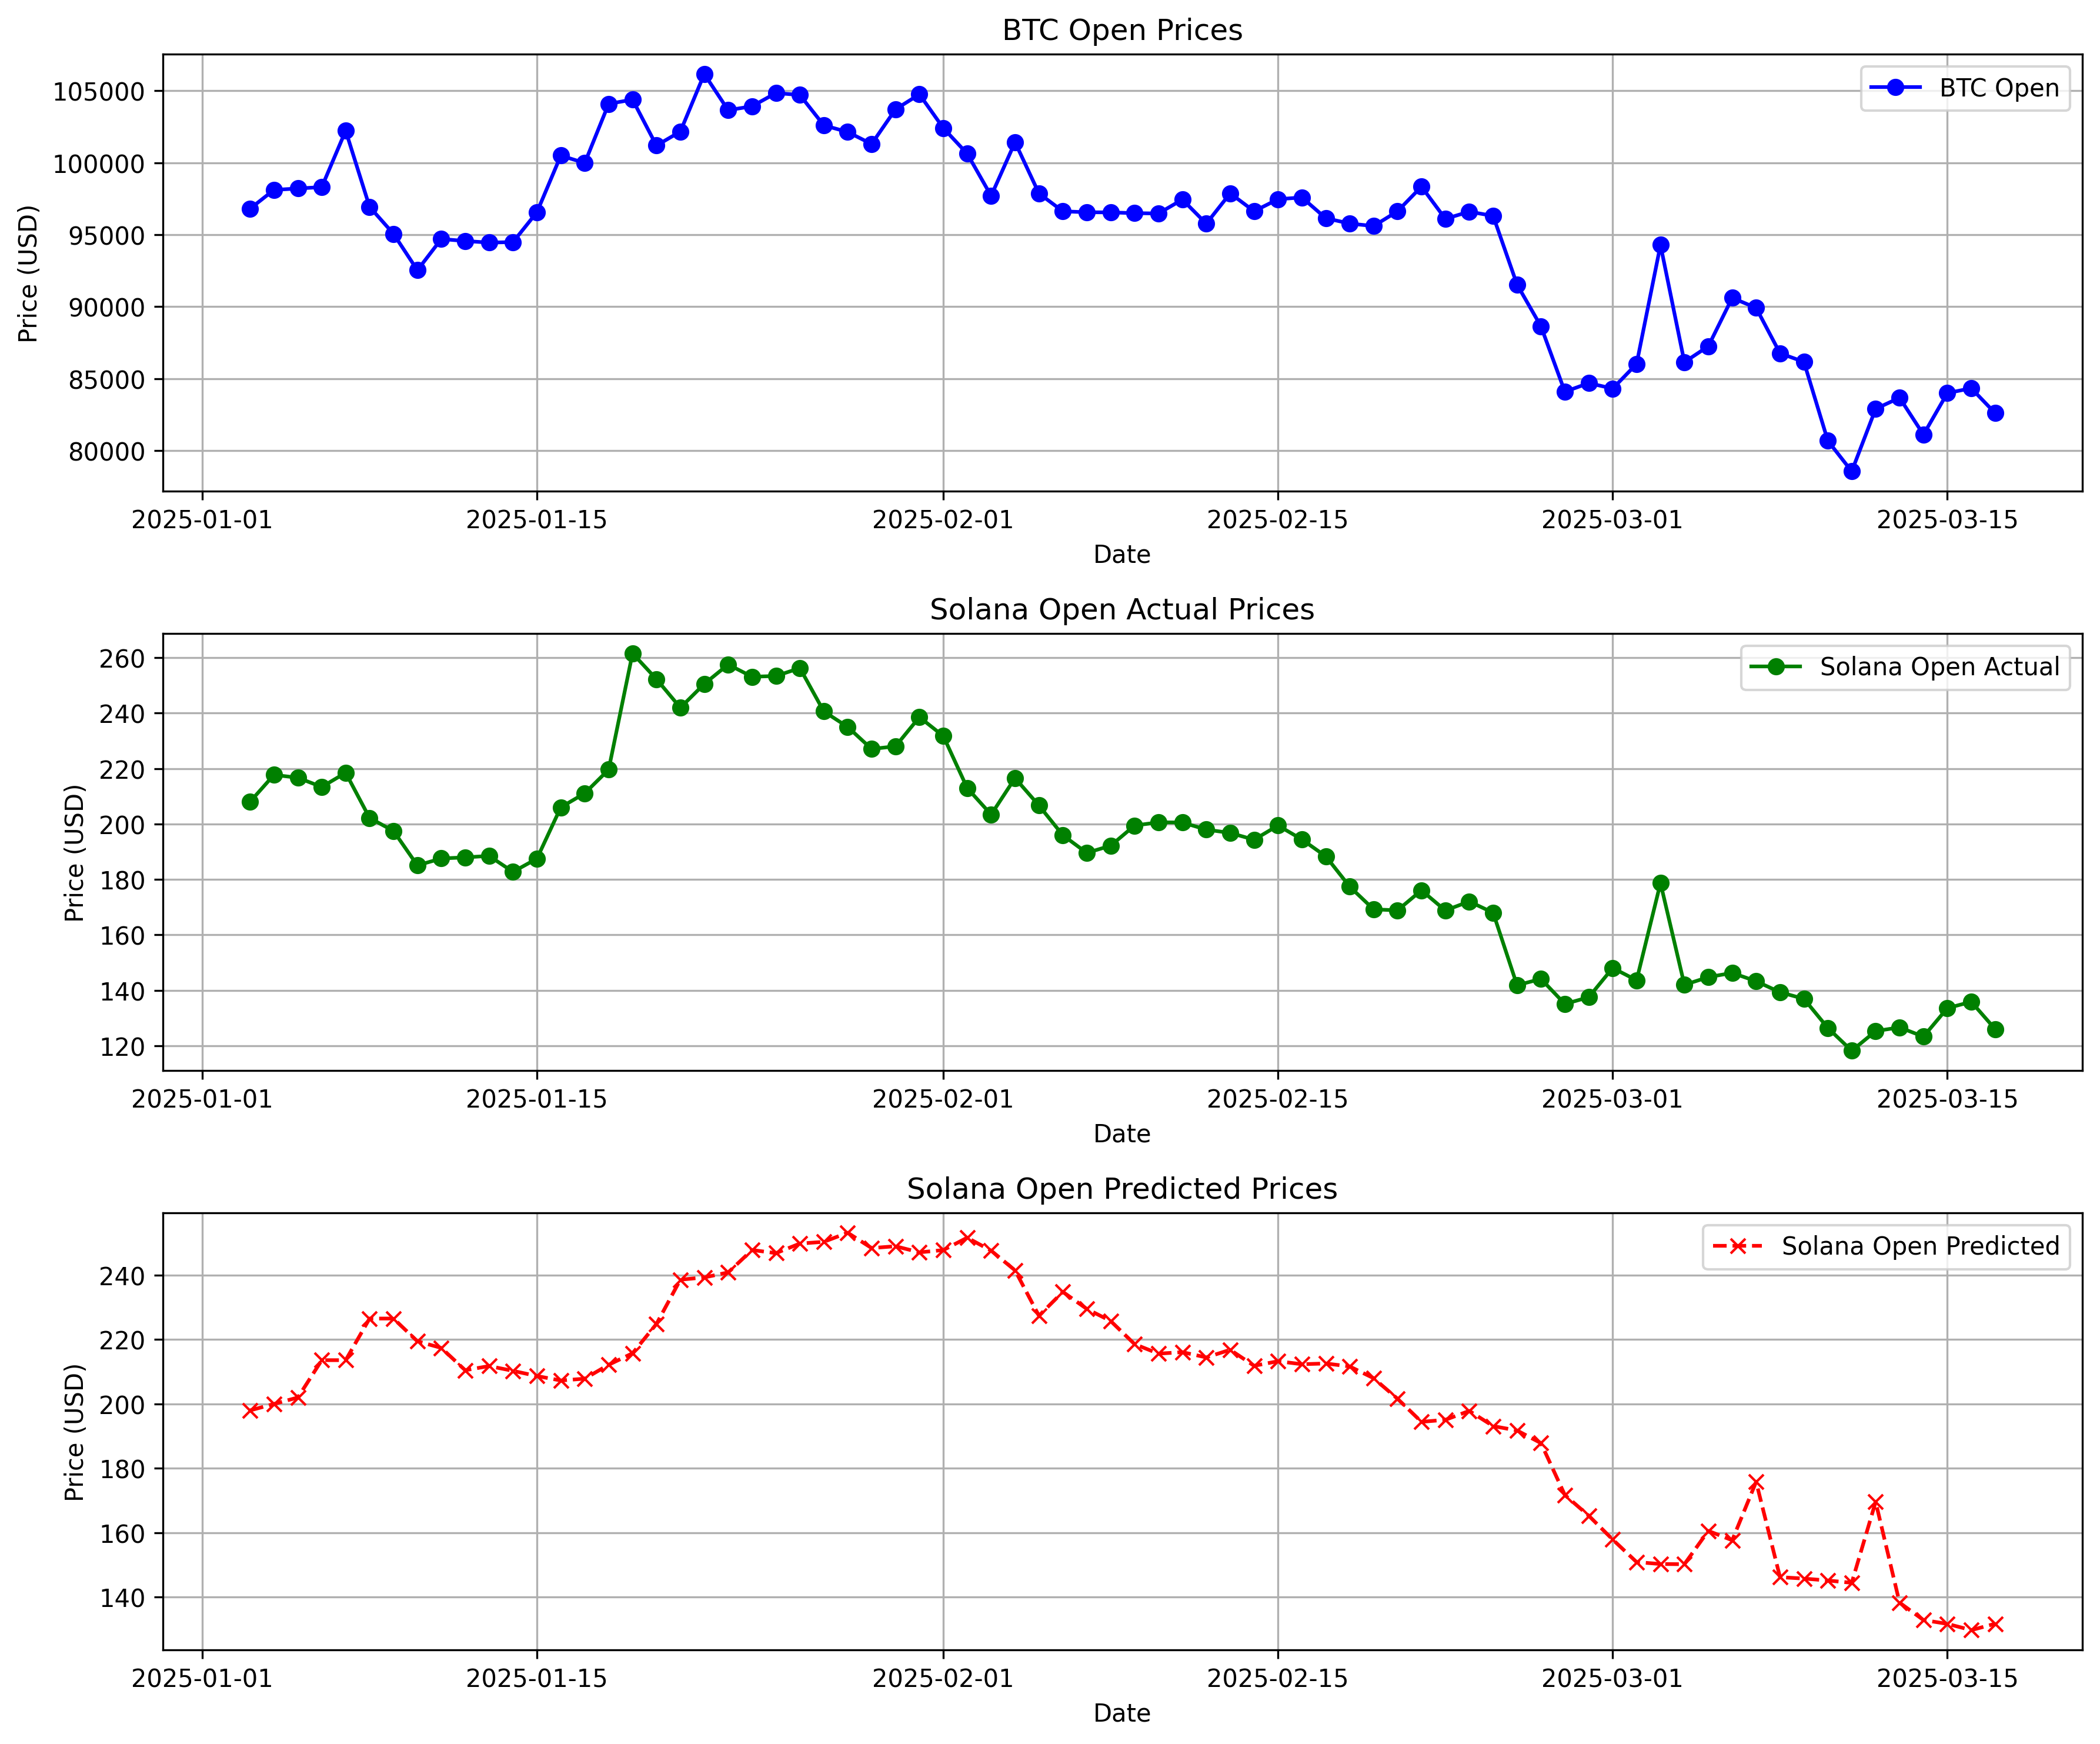 BTC Open Prices
BTC Open
105000
100000
95000
90000
85000
80000
Price (USD)
2025-01-01 2025-01-15 2025-02-01 2025-02-15 2025-03-01 2025-03-15
Date
Solana Open Actual Prices
Solana Open Actual
260
240
220
200
180
160
140
120
Price (USD)
2025-01-01 2025-01-15 2025-02-01 2025-02-15 2025-03-01 2025-03-15
Date
Solana Open Predicted Prices
Solana Open Predicted
240
220
200
180
160
140
Price (USD)
2025-01-01 2025-01-15 2025-02-01 2025-02-15 2025-03-01 2025-03-15
Date